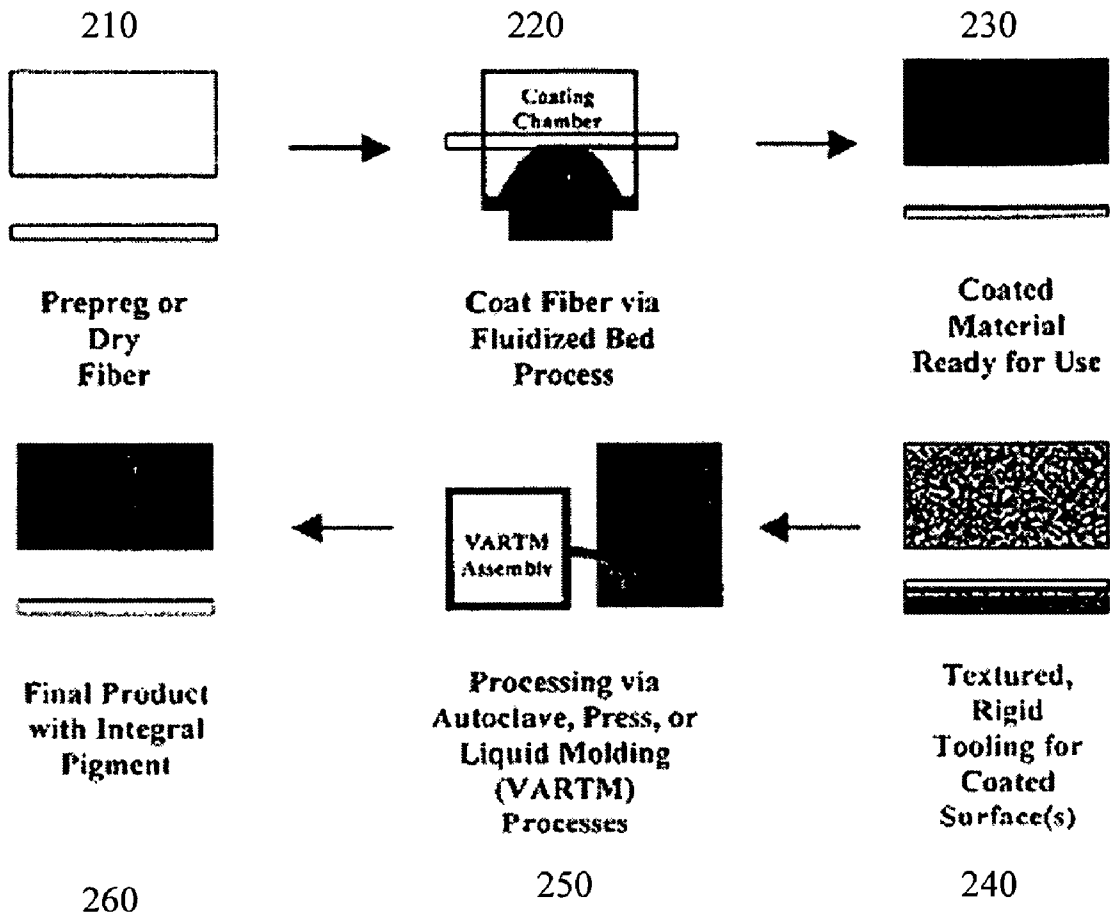 210
220
230
Coating
Chamber
Prepreg or
Dry
Fiber
Coat Fiber via
Fluidized Bed
Process
Coated
Material
Ready for Use
VARTM
Assembly
Final Product
with Integral
Pigment
Processing via
Autoclave, Press, or
Liquid Molding
(VARTM)
Processes
Textured,
Rigid
Tooling for
Coated
Surface(s)
260
250
240